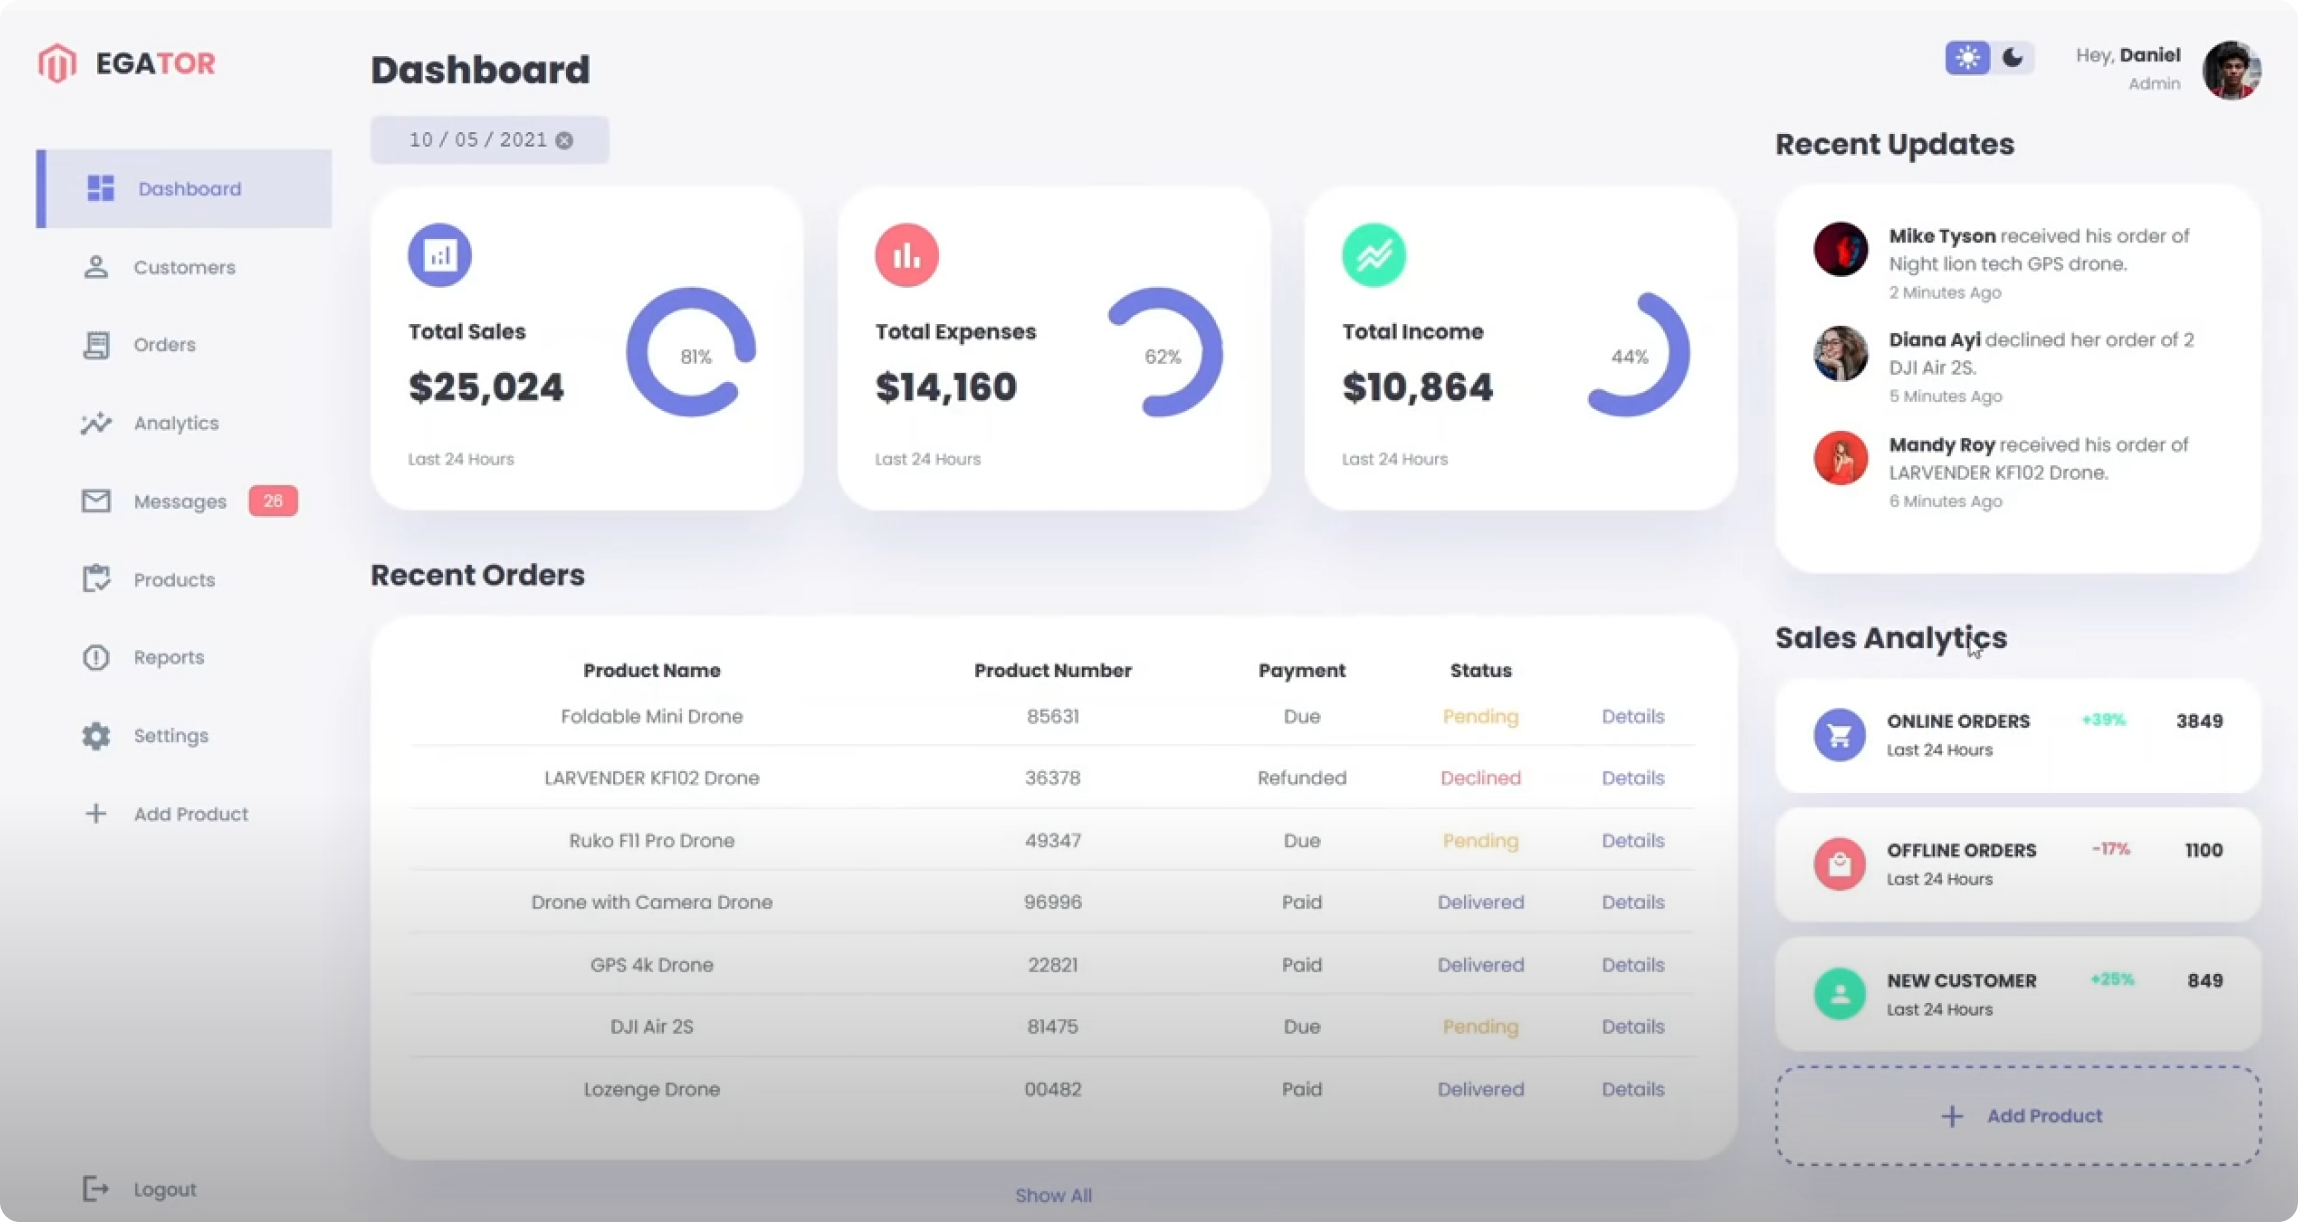 EGATOR
Dashboard
Customers
Orders
Analytics
Messages 26
Products
Reports
Settings
Add Product
Logout
Dashboard
10 / 05 / 2021
Total Sales
$25,024
81%
Last 24 Hours
Total Expenses
$14,160
62%
Last 24 Hours
Total Income
$10,864
44%
Last 24 Hours
Recent Orders
Product Name Product Number Payment Status
Foldable Mini Drone 85631 Due Pending Details
LARVENDER KF102 Drone 36378 Refunded Declined Details
Ruko F11 Pro Drone 49347 Due Pending Details
Drone with Camera Drone 96996 Paid Delivered Details
GPS 4k Drone 22821 Paid Delivered Details
DJI Air 2S 81475 Due Pending Details
Lozenge Drone 00482 Paid Delivered Details
Show All
Hey, Daniel
Admin
Recent Updates
Mike Tyson received his order of
Night lion tech GPS drone.
2 Minutes Ago
Diana Ayi declined her order of 2
DJI Air 2S.
5 Minutes Ago
Mandy Roy received his order of
LARVENDER KF102 Drone.
6 Minutes Ago
Sales Analytics
ONLINE ORDERS +39% 3849
Last 24 Hours
OFFLINE ORDERS -17% 1100
Last 24 Hours
NEW CUSTOMER +25% 849
Last 24 Hours
Add Product